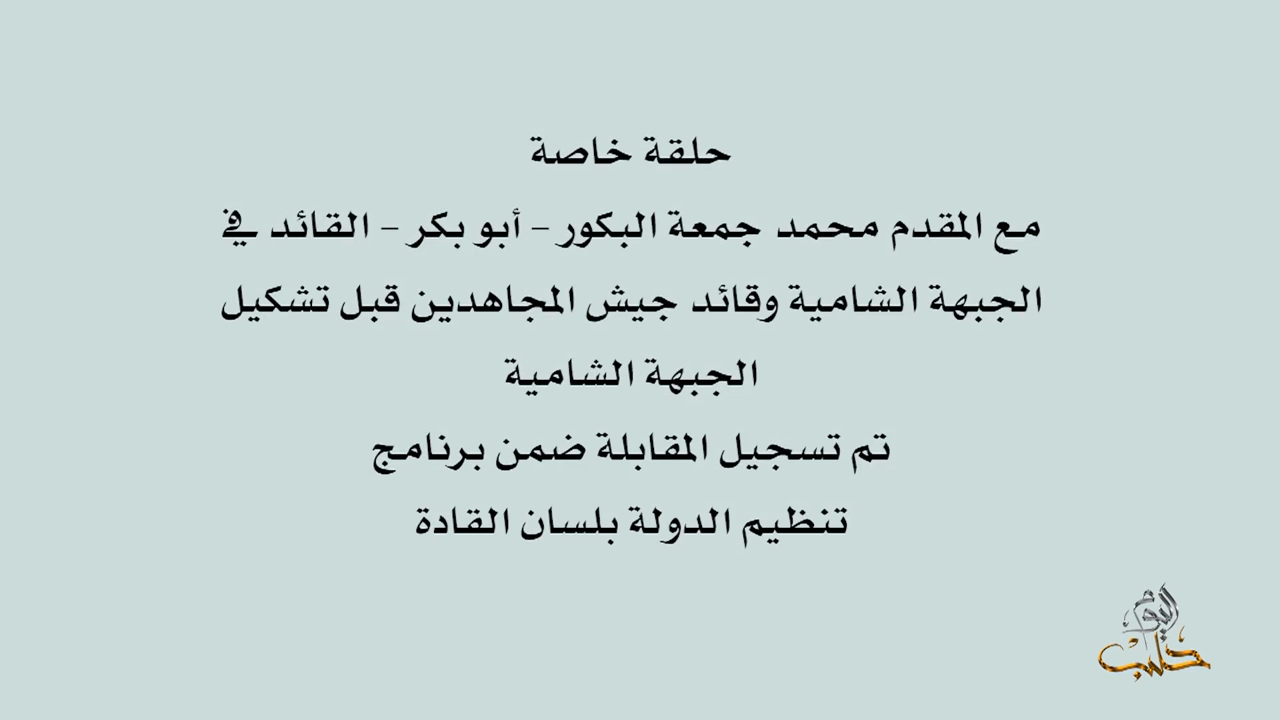 حلقة خاصة
مع المقدم محمد جمعة البكور - أبو بكر - القائد في
الجبهة الشامية وقائد جيش المجاهدين قبل تشكيل
الجبهة الشامية
تم تسجيل المقابلة ضمن برنامج
تنظيم الدولة بلسان القادة
اليوم
حلب